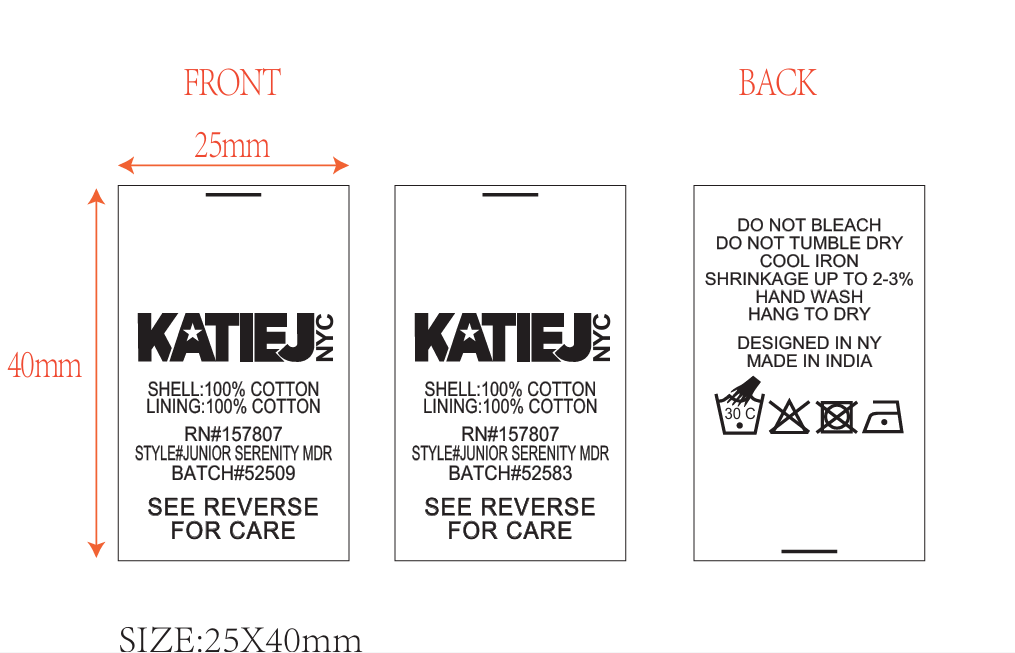 FRONT
BACK
25mm
40mm
KATIEJ NYC
SHELL:100% COTTON
LINING:100% COTTON
RN#157807
STYLE#JUNIOR SERENITY MDR
BATCH#52509
SEE REVERSE
FOR CARE
KATIEJ NYC
SHELL:100% COTTON
LINING:100% COTTON
RN#157807
STYLE#JUNIOR SERENITY MDR
BATCH#52583
SEE REVERSE
FOR CARE
DO NOT BLEACH
DO NOT TUMBLE DRY
COOL IRON
SHRINKAGE UP TO 2-3%
HAND WASH
HANG TO DRY
DESIGNED IN NY
MADE IN INDIA
30 C
SIZE:25X40mm